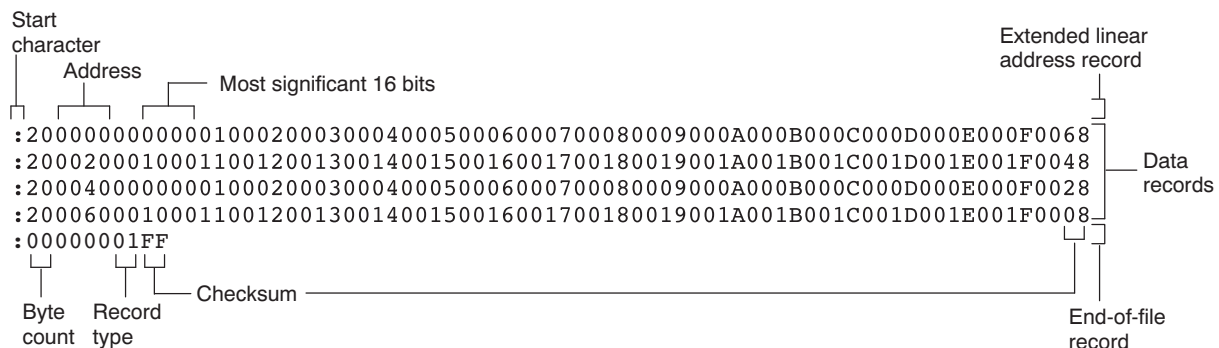 Start
character
Address
Most significant 16 bits
Extended linear
address record
:2000000000000100020003000400050006000700080009000A000B000C000D000E000F0068
:2000200010001100120013001400150016001700180019001A001B001C001D001E001F0048
:2000400000000100020003000400050006000700080009000A000B000C000D000E000F0028
:2000600010001100120013001400150016001700180019001A001B001C001D001E001F0008
:00000001FF
Data
records
Checksum
Byte
count
Record
type
End-of-file
record